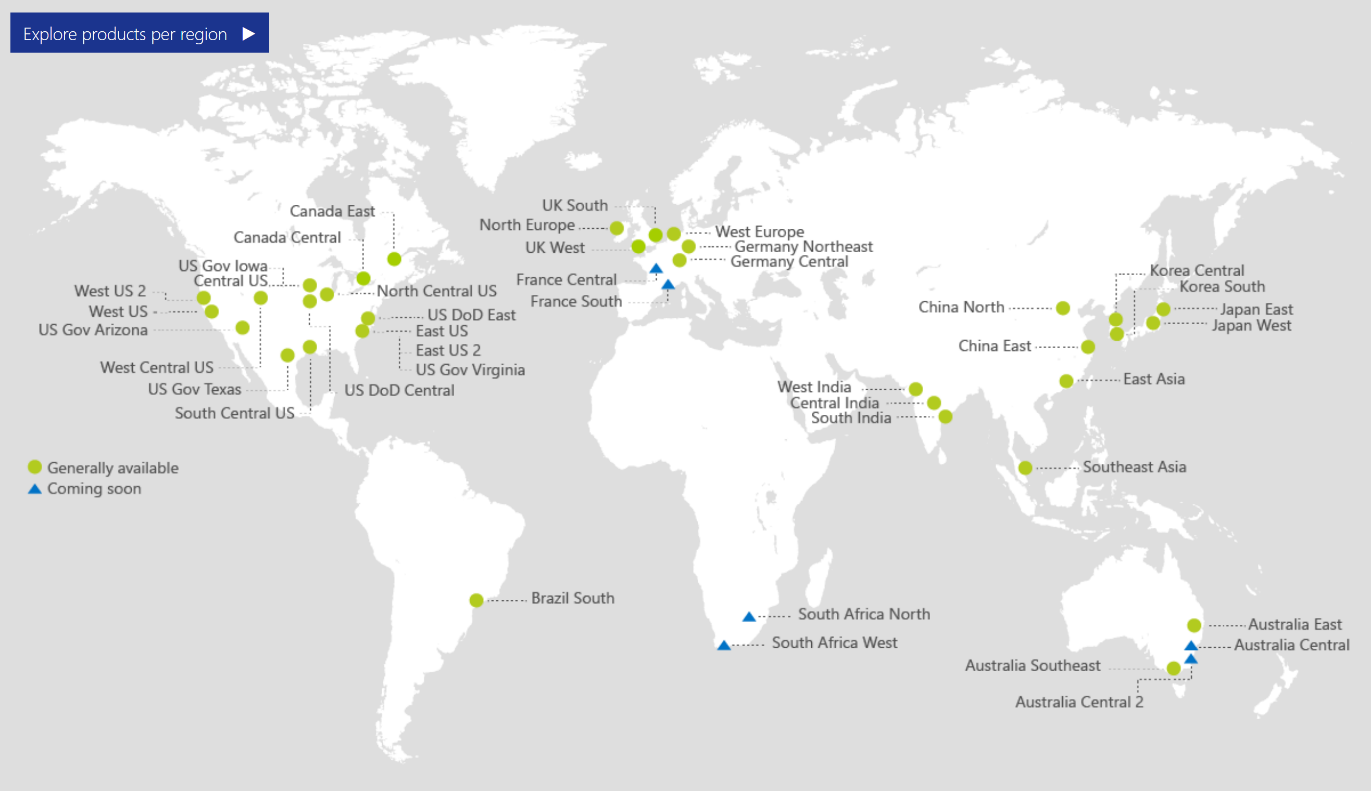 Explore products per region
Canada East
Canada Central
US Gov Iowa
Central US
West US 2
West US
US Gov Arizona
North Central US
US DoD East
East US
East US 2
US Gov Virginia
West Central US
US Gov Texas
US DoD Central
South Central US
UK South
North Europe
UK West
West Europe
Germany Northeast
Germany Central
France Central
France South
Korea Central
Korea South
China North
Japan East
Japan West
China East
East Asia
West India
Central India
South India
Southeast Asia
Generally available
Coming soon
Brazil South
South Africa North
South Africa West
Australia East
Australia Central
Australia Southeast
Australia Central 2